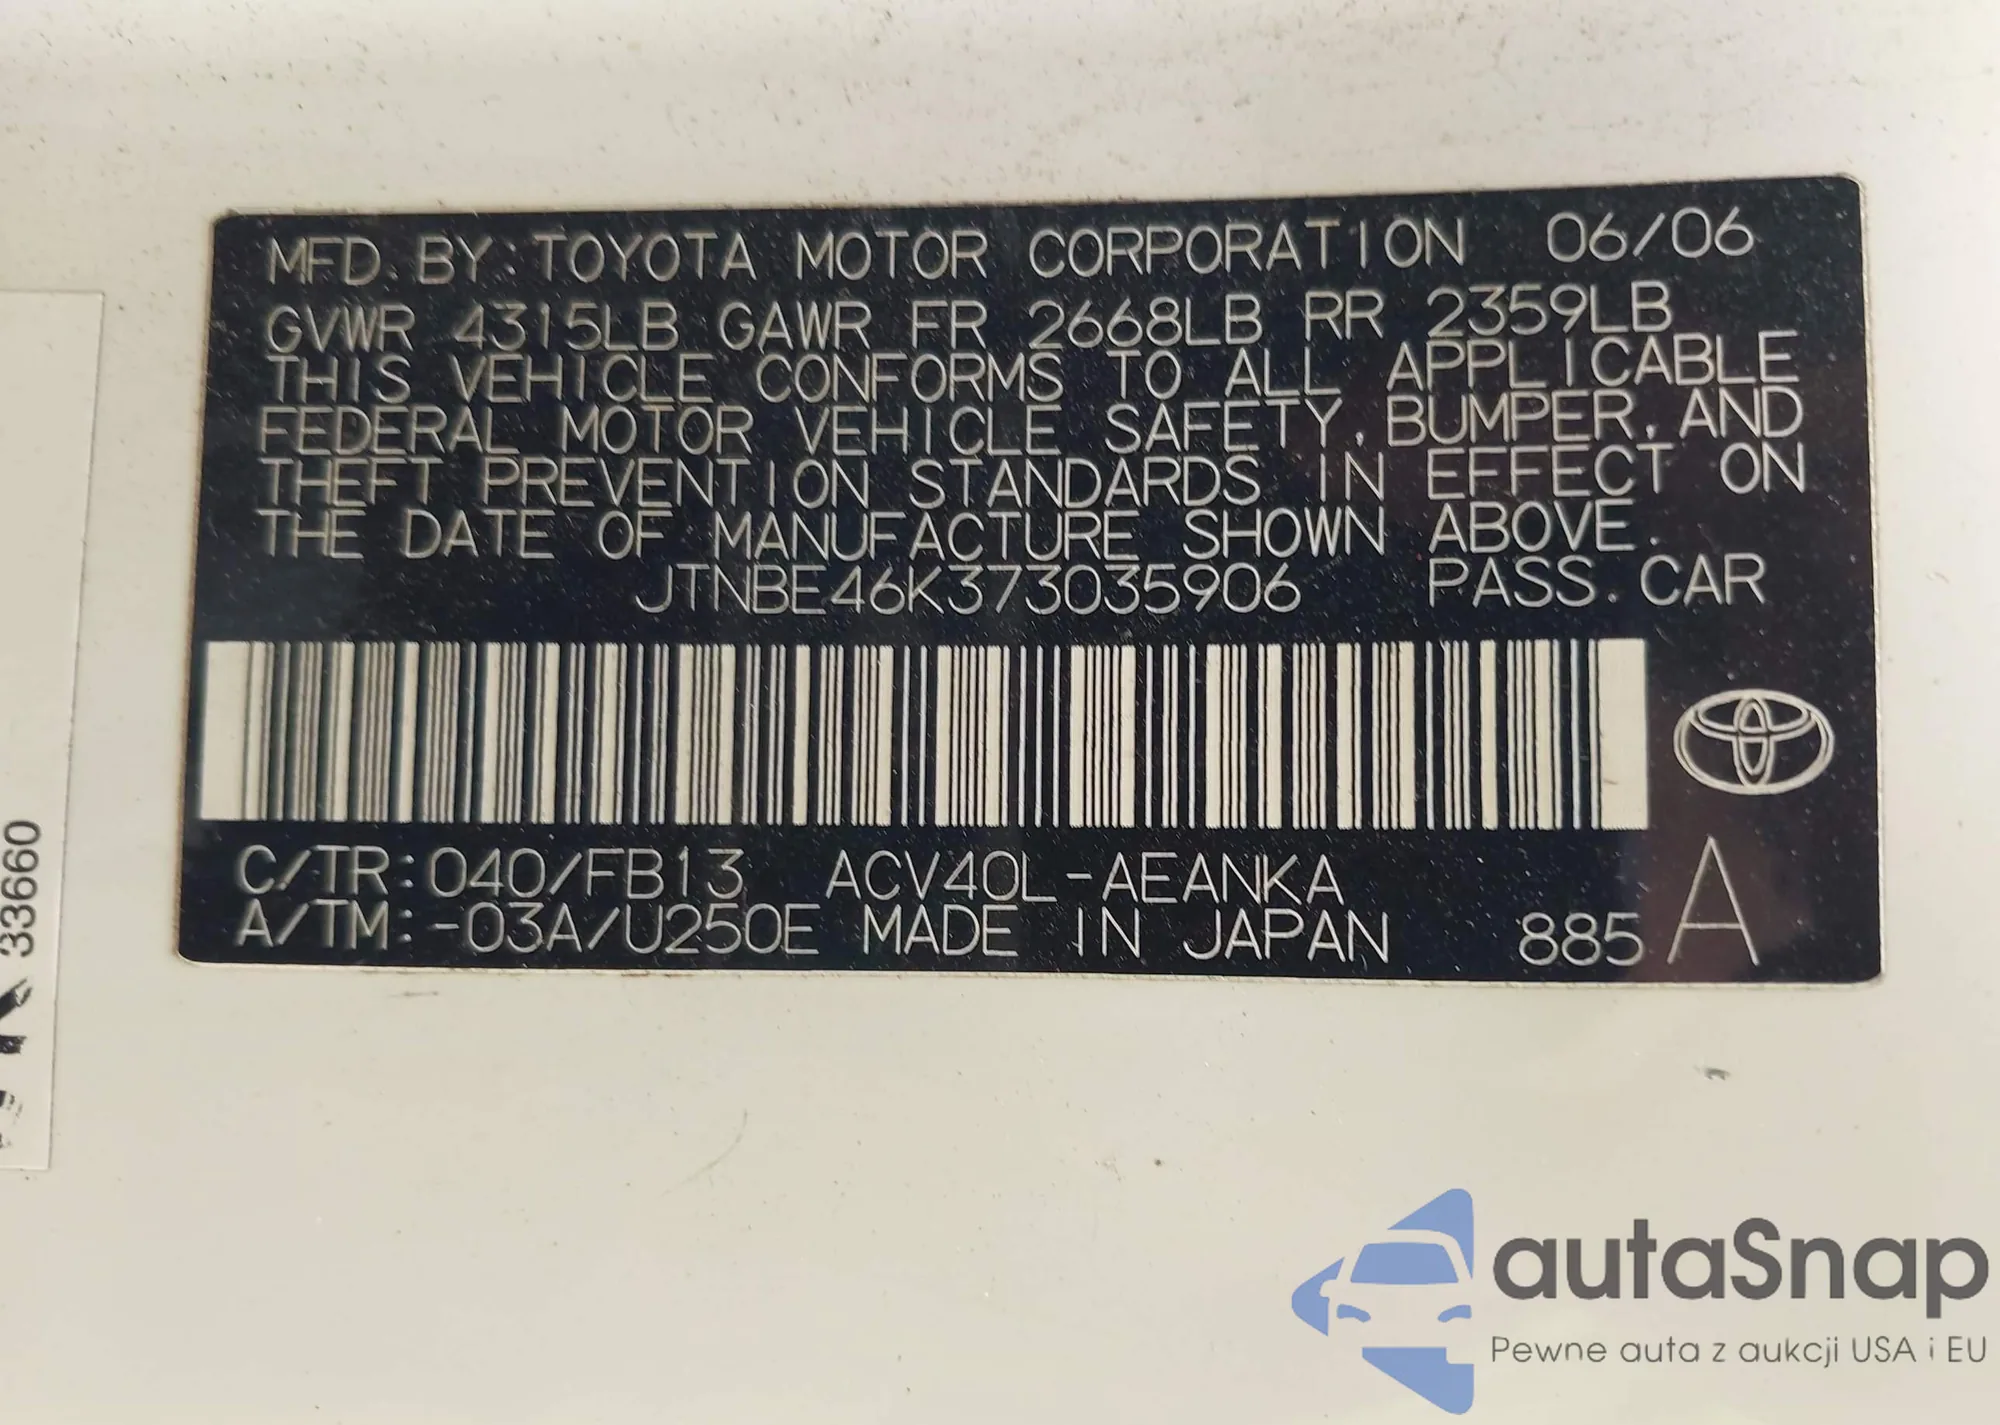 MFD. BY: TOYOTA MOTOR CORPORATION 06/06
GVWR 4315LB GAWR FR 2668LB RR 2359LB
THIS VEHICLE CONFORMS TO ALL APPLICABLE
FEDERAL MOTOR VEHICLE SAFETY, BUMPER, AND
THEFT PREVENTION STANDARDS IN EFFECT ON
THE DATE OF MANUFACTURE SHOWN ABOVE.
JTNBE46K373035906 PASS. CAR
C/TR: 040/FB13 ACV40L-AEANKA
A/TM: -03A/U250E MADE IN JAPAN 885 A
33660
autaSnap
Pewne auta z aukcji USA i EU